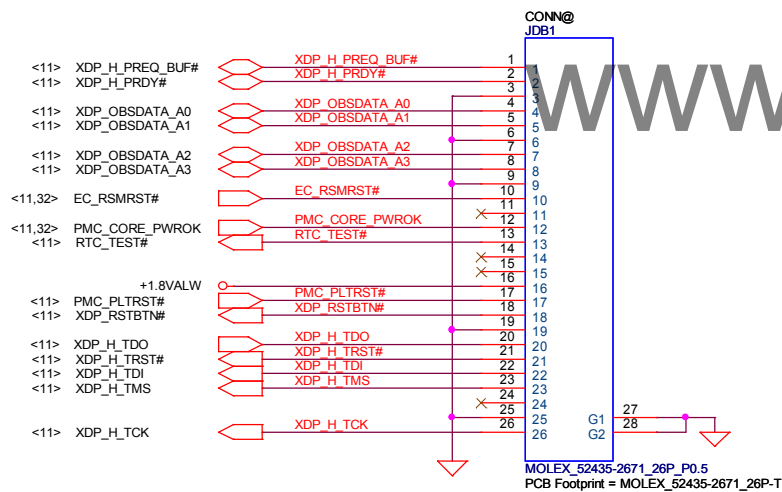 CONN@
JDB1
<11> XDP_H_PREQ_BUF# XDP_H_PREQ_BUF# 1 1
<11> XDP_H_PRDY# XDP_H_PRDY# 2 2
3 3
<11> XDP_OBSDATA_A0 XDP_OBSDATA_A0 4 4
<11> XDP_OBSDATA_A1 XDP_OBSDATA_A1 5 5
6 6
<11> XDP_OBSDATA_A2 XDP_OBSDATA_A2 7 7
<11> XDP_OBSDATA_A3 XDP_OBSDATA_A3 8 8
9 9
<11,32> EC_RSMRST# EC_RSMRST# 10 10
11 11
<11,32> PMC_CORE_PWROK PMC_CORE_PWROK 12 12
<11> RTC_TEST# RTC_TEST# 13 13
14 14
15 15
+1.8VALW 16 16
<11> PMC_PLTRST# PMC_PLTRST# 17 17
<11> XDP_RSTBTN# XDP_RSTBTN# 18 18
19 19
<11> XDP_H_TDO XDP_H_TDO 20 20
<11> XDP_H_TRST# XDP_H_TRST# 21 21
<11> XDP_H_TDI XDP_H_TDI 22 22
<11> XDP_H_TMS XDP_H_TMS 23 23
24 24
25 25 G1 27
<11> XDP_H_TCK XDP_H_TCK 26 26 G2 28
MOLEX_52435-2671_26P_P0.5
PCB Footprint = MOLEX_52435-2671_26P-T
www